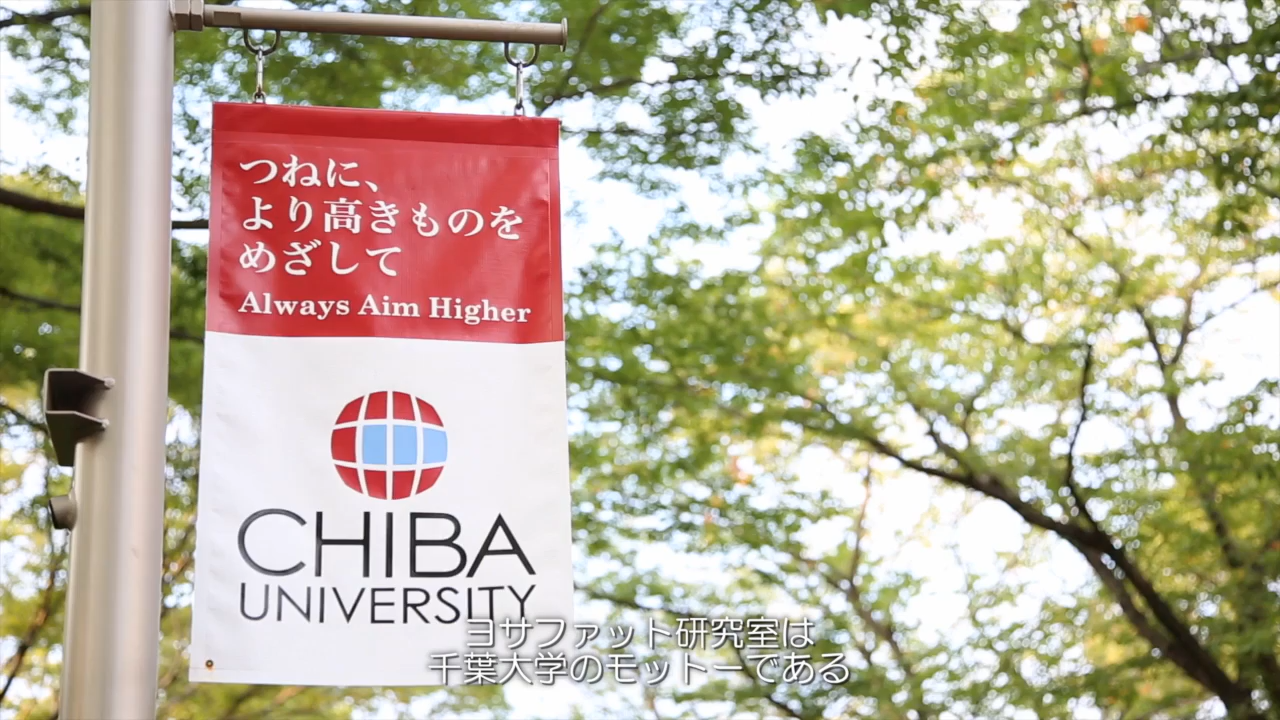 つねに、
より高きものを
めざして
Always Aim Higher
CHIBA
UNIVERSITY
ヨサファット研究室は
千葉大学のモットーである